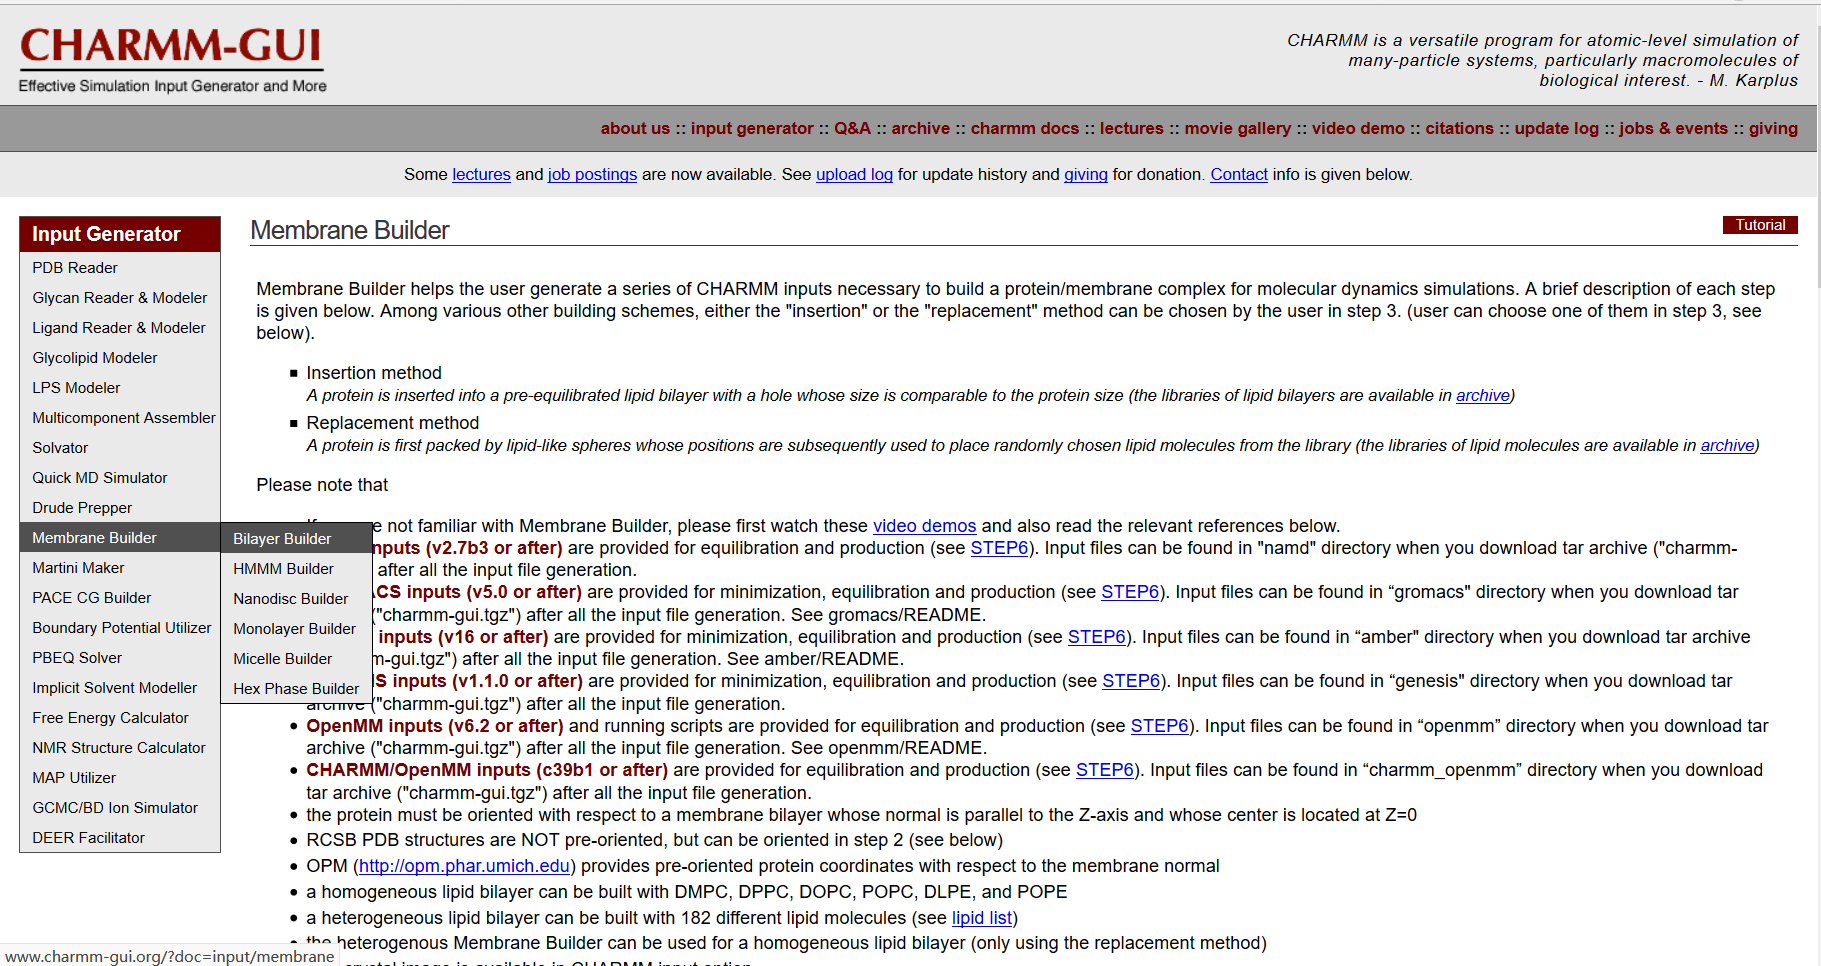 CHARMM-GUI
Effective Simulation Input Generator and More
CHARMM is a versatile program for atomic-level simulation of
many-particle systems, particularly macromolecules of
biological interest. - M. Karplus
about us :: input generator :: Q&A :: archive :: charmm docs :: lectures :: movie gallery :: video demo :: citations :: update log :: jobs & events :: giving
Some lectures and job postings are now available. See upload log for update history and giving for donation. Contact info is given below.
Input Generator
PDB Reader
Glycan Reader & Modeler
Ligand Reader & Modeler
Glycolipid Modeler
LPS Modeler
Multicomponent Assembler
Solvator
Quick MD Simulator
Drude Prepper
Membrane Builder
Martini Maker
PACE CG Builder
Boundary Potential Utilizer
PBEQ Solver
Implicit Solvent Modeller
Free Energy Calculator
NMR Structure Calculator
MAP Utilizer
GCMC/BD Ion Simulator
DEER Facilitator
Bilayer Builder
HMMM Builder
Nanodisc Builder
Monolayer Builder
Micelle Builder
Hex Phase Builder
Membrane Builder
Tutorial
Membrane Builder helps the user generate a series of CHARMM inputs necessary to build a protein/membrane complex for molecular dynamics simulations. A brief description of each step
is given below. Among various other building schemes, either the "insertion" or the "replacement" method can be chosen by the user in step 3. (user can choose one of them in step 3, see
below).
Insertion method
A protein is inserted into a pre-equilibrated lipid bilayer with a hole whose size is comparable to the protein size (the libraries of lipid bilayers are available in archive)
Replacement method
A protein is first packed by lipid-like spheres whose positions are subsequently used to place randomly chosen lipid molecules from the library (the libraries of lipid molecules are available in archive)
Please note that
not familiar with Membrane Builder, please first watch these video demos and also read the relevant references below.
nputs (v2.7b3 or after) are provided for equilibration and production (see STEP6). Input files can be found in "namd" directory when you download tar archive ("charmm-
after all the input file generation.
ACS inputs (v5.0 or after) are provided for minimization, equilibration and production (see STEP6). Input files can be found in “gromacs" directory when you download tar
("charmm-gui.tgz") after all the input file generation. See gromacs/README.
inputs (v16 or after) are provided for minimization, equilibration and production (see STEP6). Input files can be found in “amber" directory when you download tar archive
m-gui.tgz") after all the input file generation. See amber/README.
S inputs (v1.1.0 or after) are provided for minimization, equilibration and production (see STEP6). Input files can be found in “genesis" directory when you download tar
archive ("charmm-gui.tgz") after all the input file generation.
OpenMM inputs (v6.2 or after) and running scripts are provided for equilibration and production (see STEP6). Input files can be found in “openmm” directory when you download tar
archive ("charmm-gui.tgz") after all the input file generation. See openmm/README.
CHARMM/OpenMM inputs (c39b1 or after) are provided for equilibration and production (see STEP6). Input files can be found in “charmm_openmm” directory when you download
tar archive ("charmm-gui.tgz") after all the input file generation.
the protein must be oriented with respect to a membrane bilayer whose normal is parallel to the Z-axis and whose center is located at Z=0
RCSB PDB structures are NOT pre-oriented, but can be oriented in step 2 (see below)
OPM (http://opm.phar.umich.edu) provides pre-oriented protein coordinates with respect to the membrane normal
a homogeneous lipid bilayer can be built with DMPC, DPPC, DOPC, POPC, DLPE, and POPE
a heterogeneous lipid bilayer can be built with 182 different lipid molecules (see lipid list)
the heterogenous Membrane Builder can be used for a homogeneous lipid bilayer (only using the replacement method)
crystal image is available in CHARMM input option
www.charmm-gui.org/?doc=input/membrane